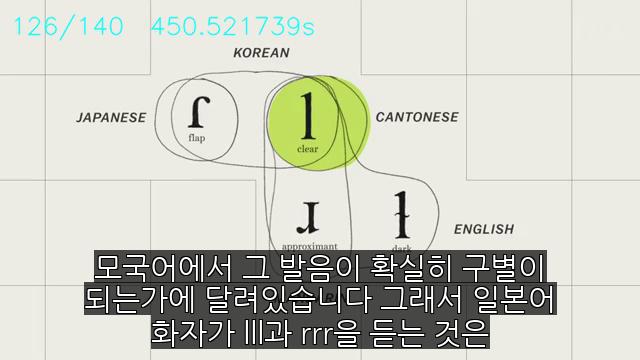 126/140 450.521739s
KOREAN
JAPANESE
ɾ
l
CANTONESE
flap
clear
ɹ
ɫ
ENGLISH
approximant
dark
모국어에서 그 발음이 확실히 구별이
되는가에 달려있습니다 그래서 일본어
화자가 lll과 rrr을 듣는 것은